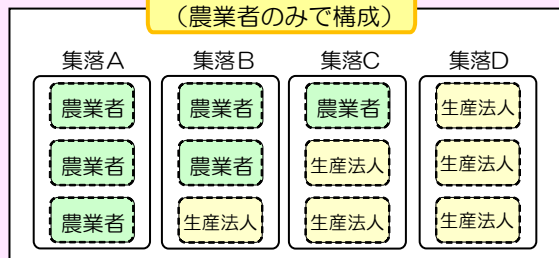 (農業者のみで構成)
集落A 集落B 集落C 集落D
農業者 農業者 農業者 生産法人
農業者 農業者 生産法人 生産法人
農業者 生産法人 生産法人 生産法人